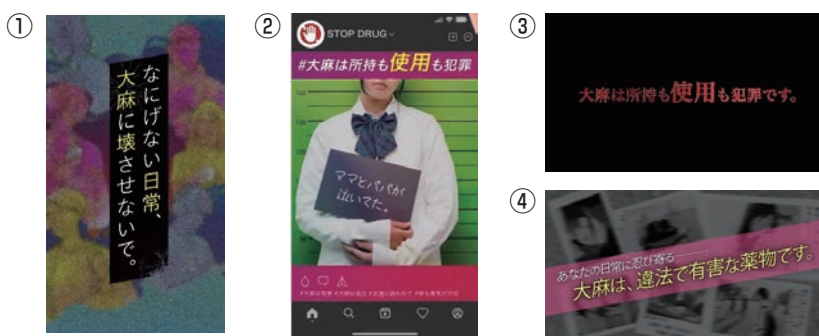 ①
なにげない日常、
大麻に壊させないで。
②
STOP DRUG
#大麻は所持も使用も犯罪
140
ママとパパが
泣いてた。
③
大麻は所持も使用も犯罪です。
④
あなたの日常に忍び寄る………
大麻は、違法で有害な薬物です。